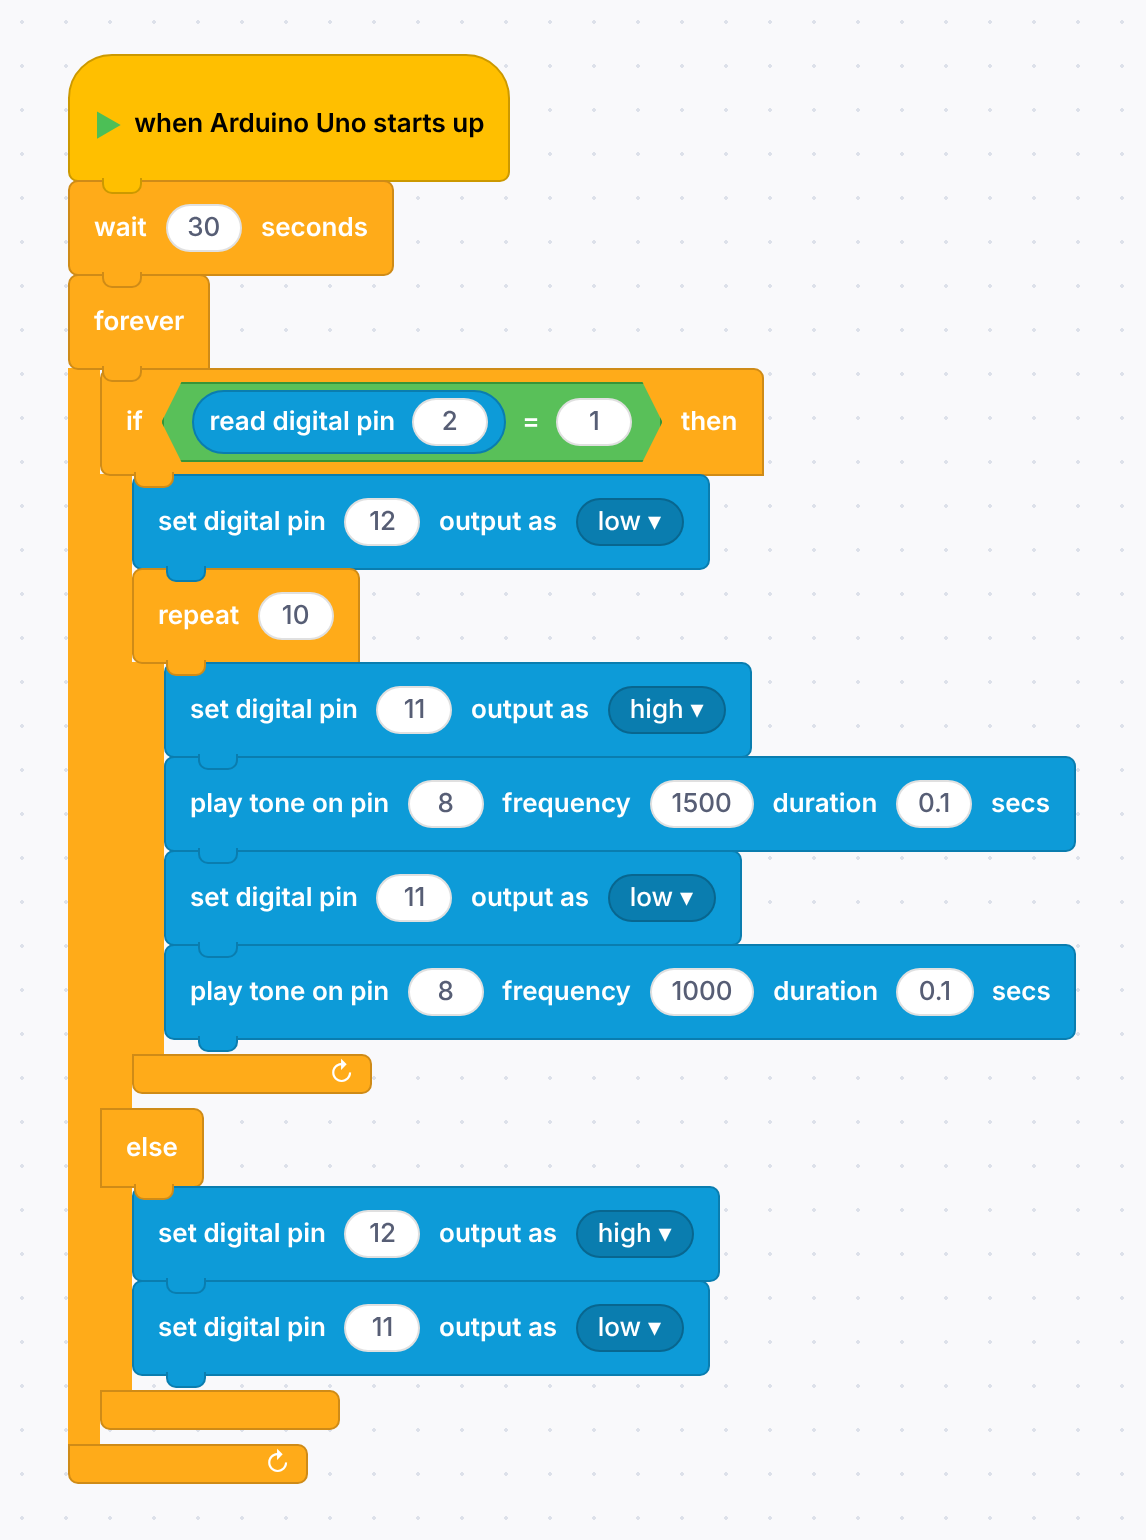 when Arduino Uno starts up
wait 30 seconds
forever
if read digital pin 2 = 1 then
set digital pin 12 output as low ▾
repeat 10
set digital pin 11 output as high ▾
play tone on pin 8 frequency 1500 duration 0.1 secs
set digital pin 11 output as low ▾
play tone on pin 8 frequency 1000 duration 0.1 secs
else
set digital pin 12 output as high ▾
set digital pin 11 output as low ▾